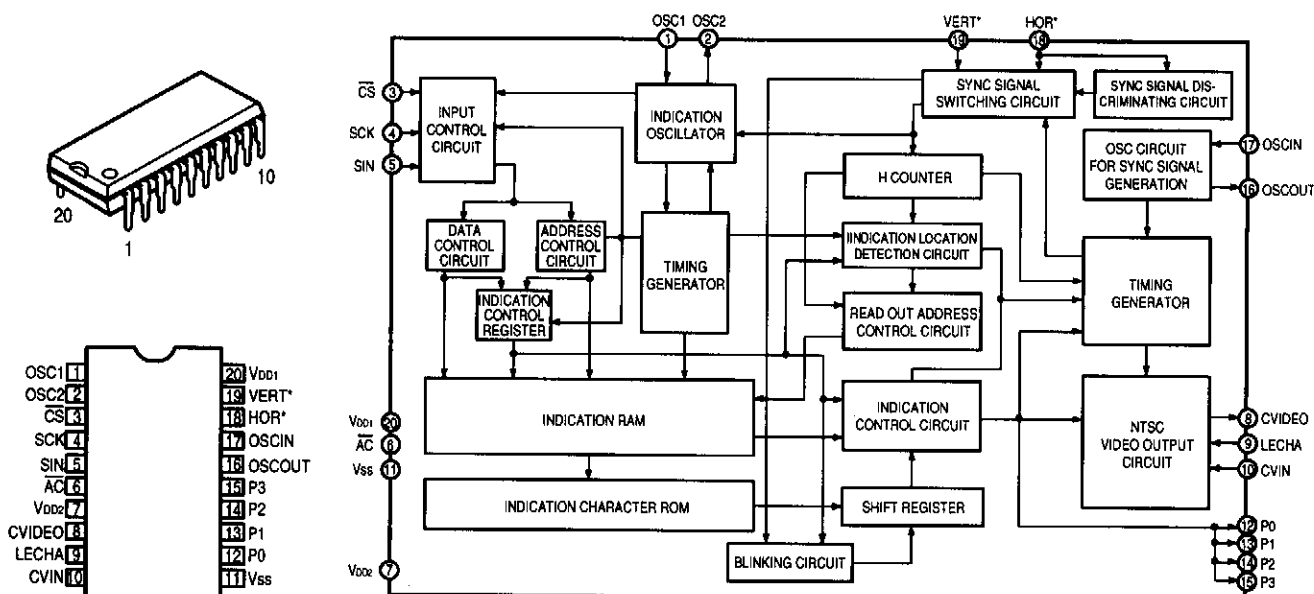 20
1
10
OSC1 1
OSC2 2
CS 3
SCK 4
SIN 5
AC 6
VDD2 7
CVIDEO 8
LECHA 9
CVIN 10
20 VDD1
19 VERT*
18 HOR*
17 OSCIN
16 OSCOUT
15 P3
14 P2
13 P1
12 P0
11 Vss
OSC1 OSC2
1 2
VERT* HOR*
19 18
CS 3
SCK 4
SIN 5
INPUT
CONTROL
CIRCUIT
INDICATION
OSCILLATOR
SYNC SIGNAL
SWITCHING CIRCUIT
SYNC SIGNAL DIS-
CRIMINATING CIRCUIT
OSC CIRCUIT
FOR SYNC SIGNAL
GENERATION
17 OSCIN
16 OSCOUT
H COUNTER
DATA
CONTROL
CIRCUIT
ADDRESS
CONTROL
CIRCUIT
TIMING
GENERATOR
IINDICATION LOCATION
DETECTION CIRCUIT
TIMING
GENERATOR
INDICATION
CONTROL
REGISTER
READ OUT ADDRESS
CONTROL CIRCUIT
VDD1 20
AC 6
Vss 11
INDICATION RAM
INDICATION
CONTROL CIRCUIT
NTSC
VIDEO OUTPUT
CIRCUIT
8 CVIDEO
9 LECHA
10 CVIN
INDICATION CHARACTER ROM
SHIFT REGISTER
12 P0
13 P1
14 P2
15 P3
VDD2 7
BLINKING CIRCUIT